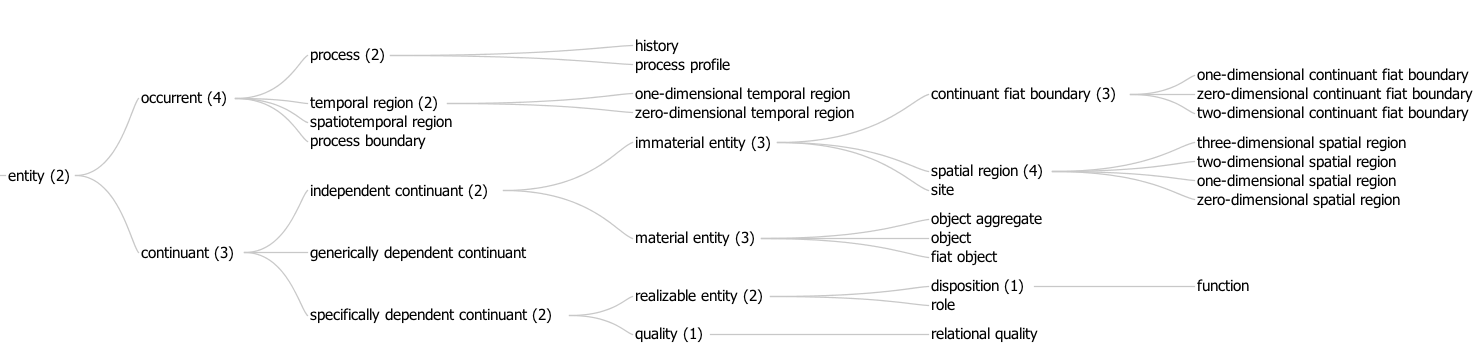 entity (2)
occurrent (4)
process (2)
history
process profile
temporal region (2)
one-dimensional temporal region
zero-dimensional temporal region
spatiotemporal region
process boundary
continuant (3)
independent continuant (2)
immaterial entity (3)
continuant fiat boundary (3)
one-dimensional continuant fiat boundary
zero-dimensional continuant fiat boundary
two-dimensional continuant fiat boundary
spatial region (4)
three-dimensional spatial region
two-dimensional spatial region
one-dimensional spatial region
zero-dimensional spatial region
site
material entity (3)
object aggregate
object
fiat object
generically dependent continuant
specifically dependent continuant (2)
realizable entity (2)
disposition (1)
function
role
quality (1)
relational quality